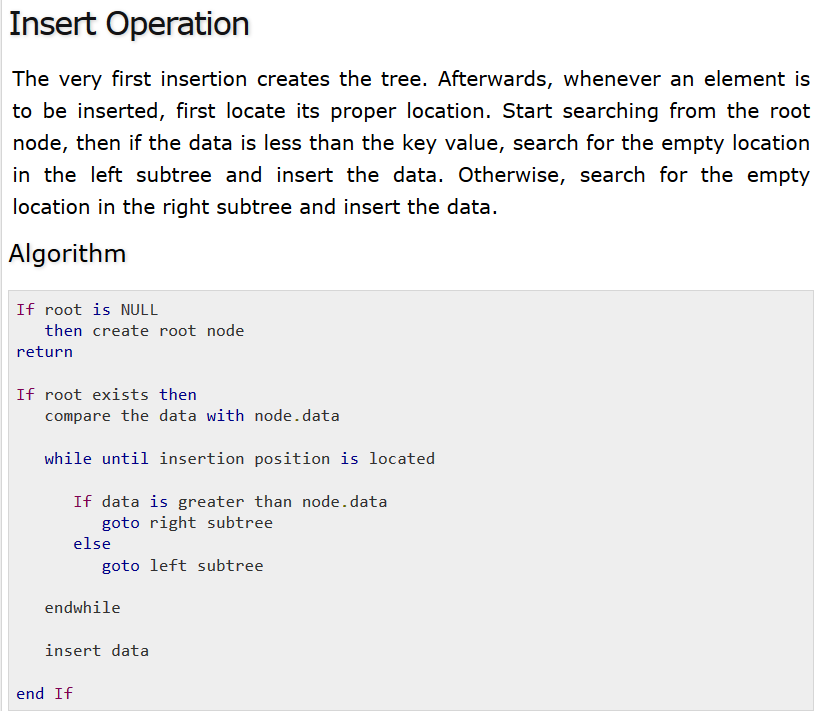 Insert Operation
The very first insertion creates the tree. Afterwards, whenever an element is
to be inserted, first locate its proper location. Start searching from the root
node, then if the data is less than the key value, search for the empty location
in the left subtree and insert the data. Otherwise, search for the empty
location in the right subtree and insert the data.
Algorithm
If root is NULL
   then create root node
return
If root exists then
   compare the data with node.data
   while until insertion position is located
      If data is greater than node.data
         goto right subtree
      else
         goto left subtree
   endwhile
   insert data
end If